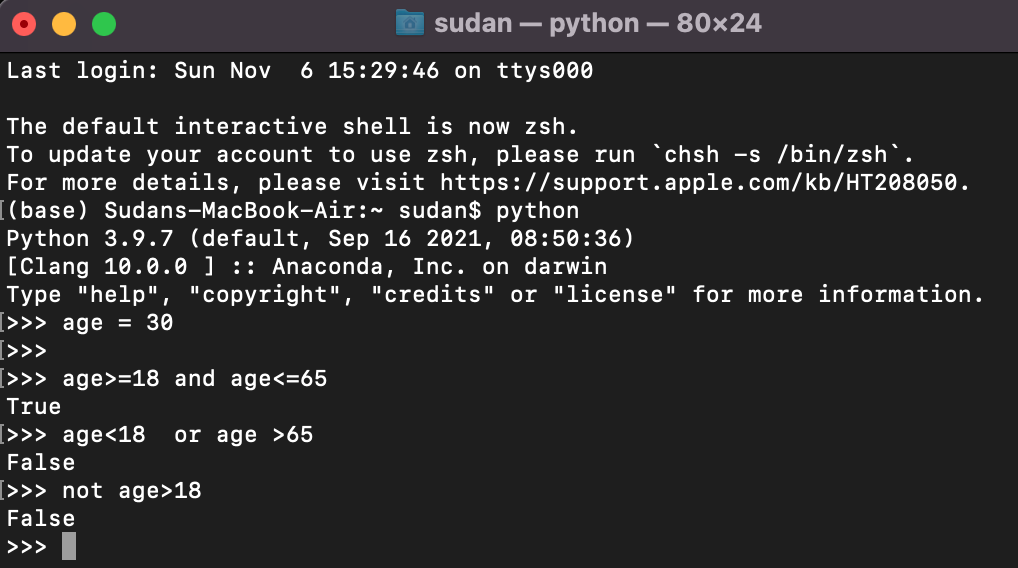 sudan — python — 80×24
Last login: Sun Nov  6 15:29:46 on ttys000
The default interactive shell is now zsh.
To update your account to use zsh, please run `chsh -s /bin/zsh`.
For more details, please visit https://support.apple.com/kb/HT208050.
[(base) Sudans-MacBook-Air:~ sudan$ python
Python 3.9.7 (default, Sep 16 2021, 08:50:36)
[Clang 10.0.0 ] :: Anaconda, Inc. on darwin
Type "help", "copyright", "credits" or "license" for more information.
[>>> age = 30
[>>>
[>>> age>=18 and age<=65
True
[>>> age<18  or age >65
False
[>>> not age>18
False
>>>